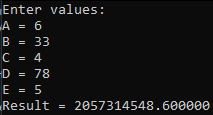 Enter values:
A = 6
B = 33
C = 4
D = 78
E = 5
Result = 2057314548.600000